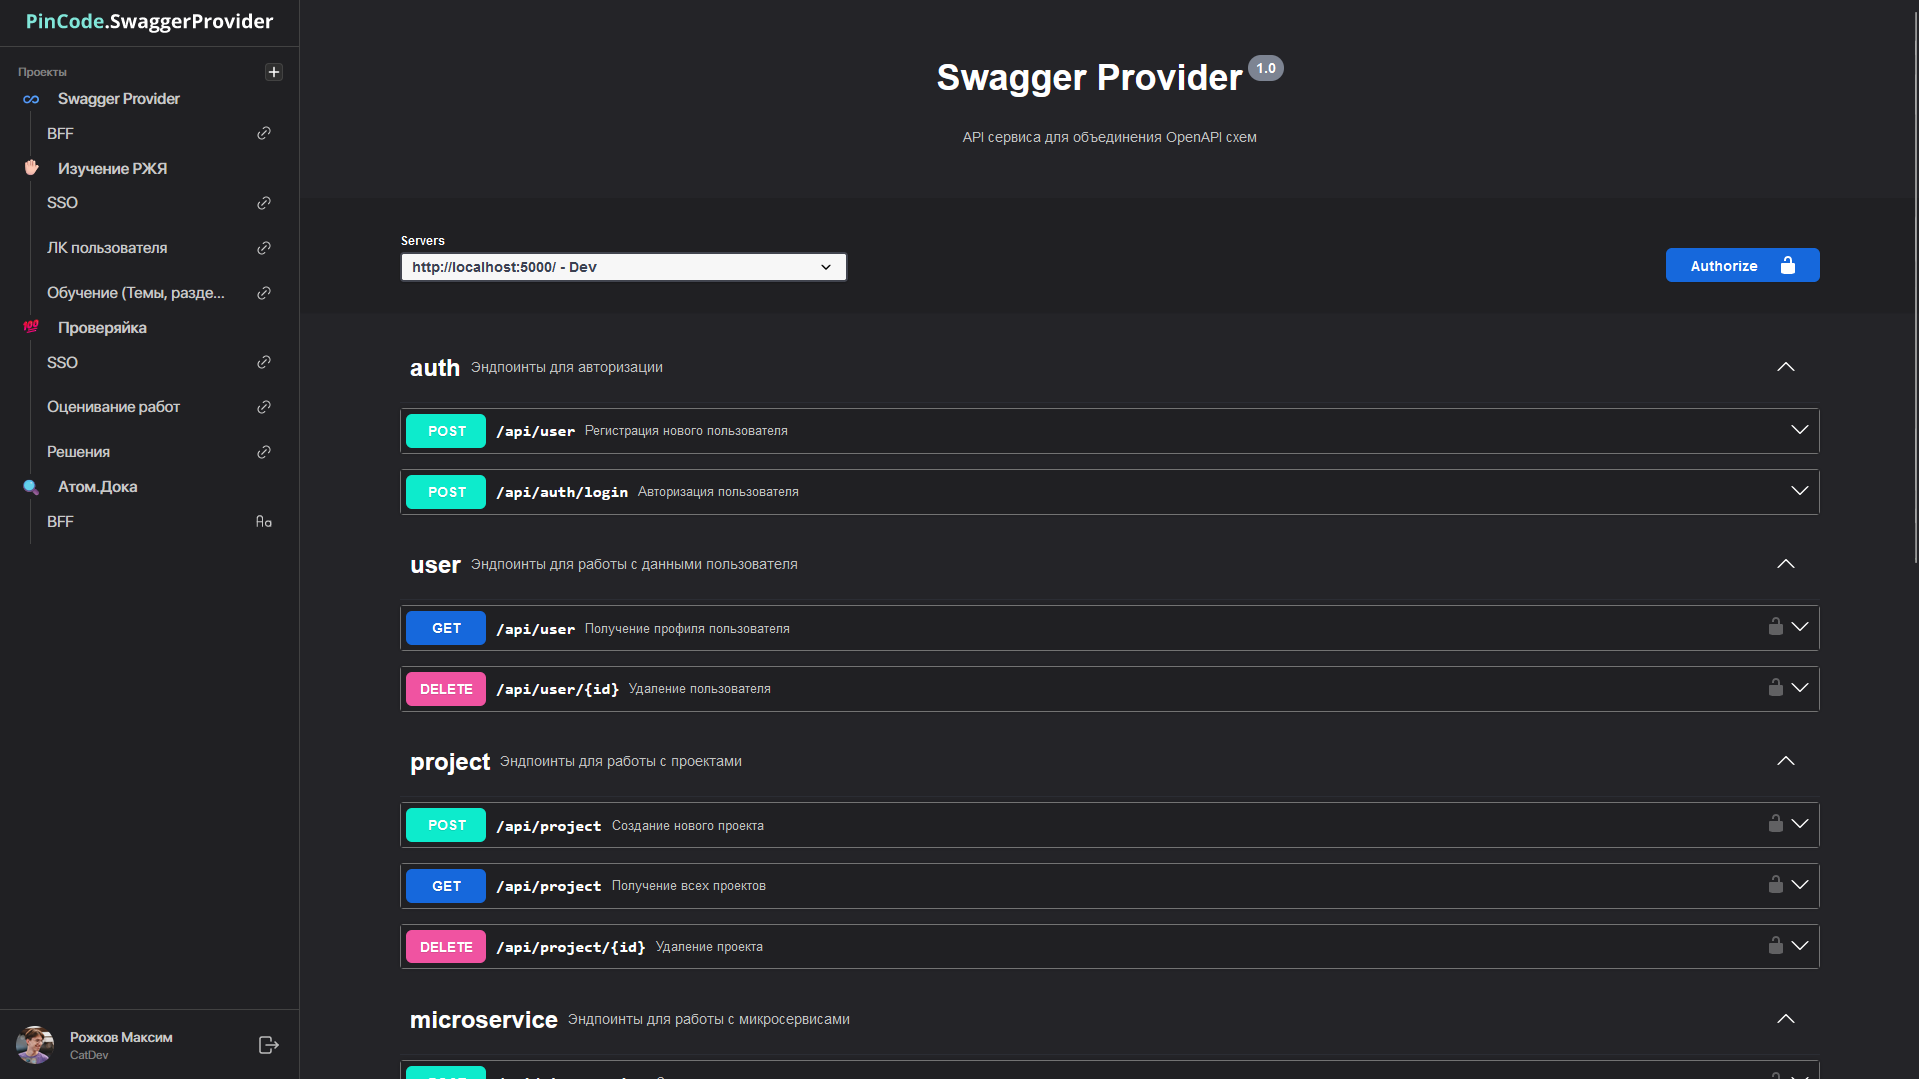 PinCode.SwaggerProvider
Проекты
Swagger Provider
BFF
Изучение РЖЯ
SSO
ЛК пользователя
Обучение (Темы, разде...
Проверяйка
SSO
Оценивание работ
Решения
Атом.Дока
BFF
Рожков Максим
CatDev
Swagger Provider 1.0
API сервиса для объединения OpenAPI схем
Servers
http://localhost:5000/ - Dev
Authorize
auth Эндпоинты для авторизации
POST /api/user Регистрация нового пользователя
POST /api/auth/login Авторизация пользователя
user Эндпоинты для работы с данными пользователя
GET /api/user Получение профиля пользователя
DELETE /api/user/{id} Удаление пользователя
project Эндпоинты для работы с проектами
POST /api/project Создание нового проекта
GET /api/project Получение всех проектов
DELETE /api/project/{id} Удаление проекта
microservice Эндпоинты для работы с микросервисами